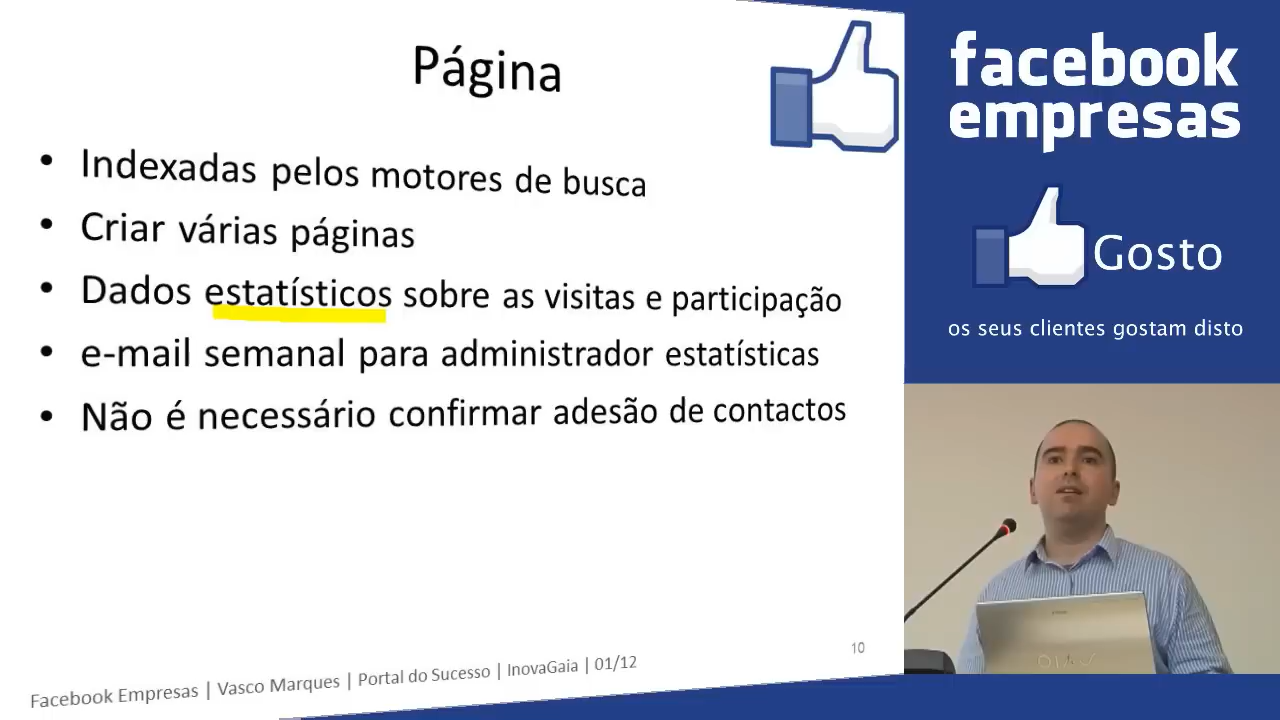 Página
• Indexadas pelos motores de busca
• Criar várias páginas
• Dados estatísticos sobre as visitas e participação
• e-mail semanal para administrador estatísticas
• Não é necessário confirmar adesão de contactos
10
Facebook Empresas | Vasco Marques | Portal do Sucesso | InovaGaia | 01/12
facebook
empresas
Gosto
os seus clientes gostam disto
VAIO